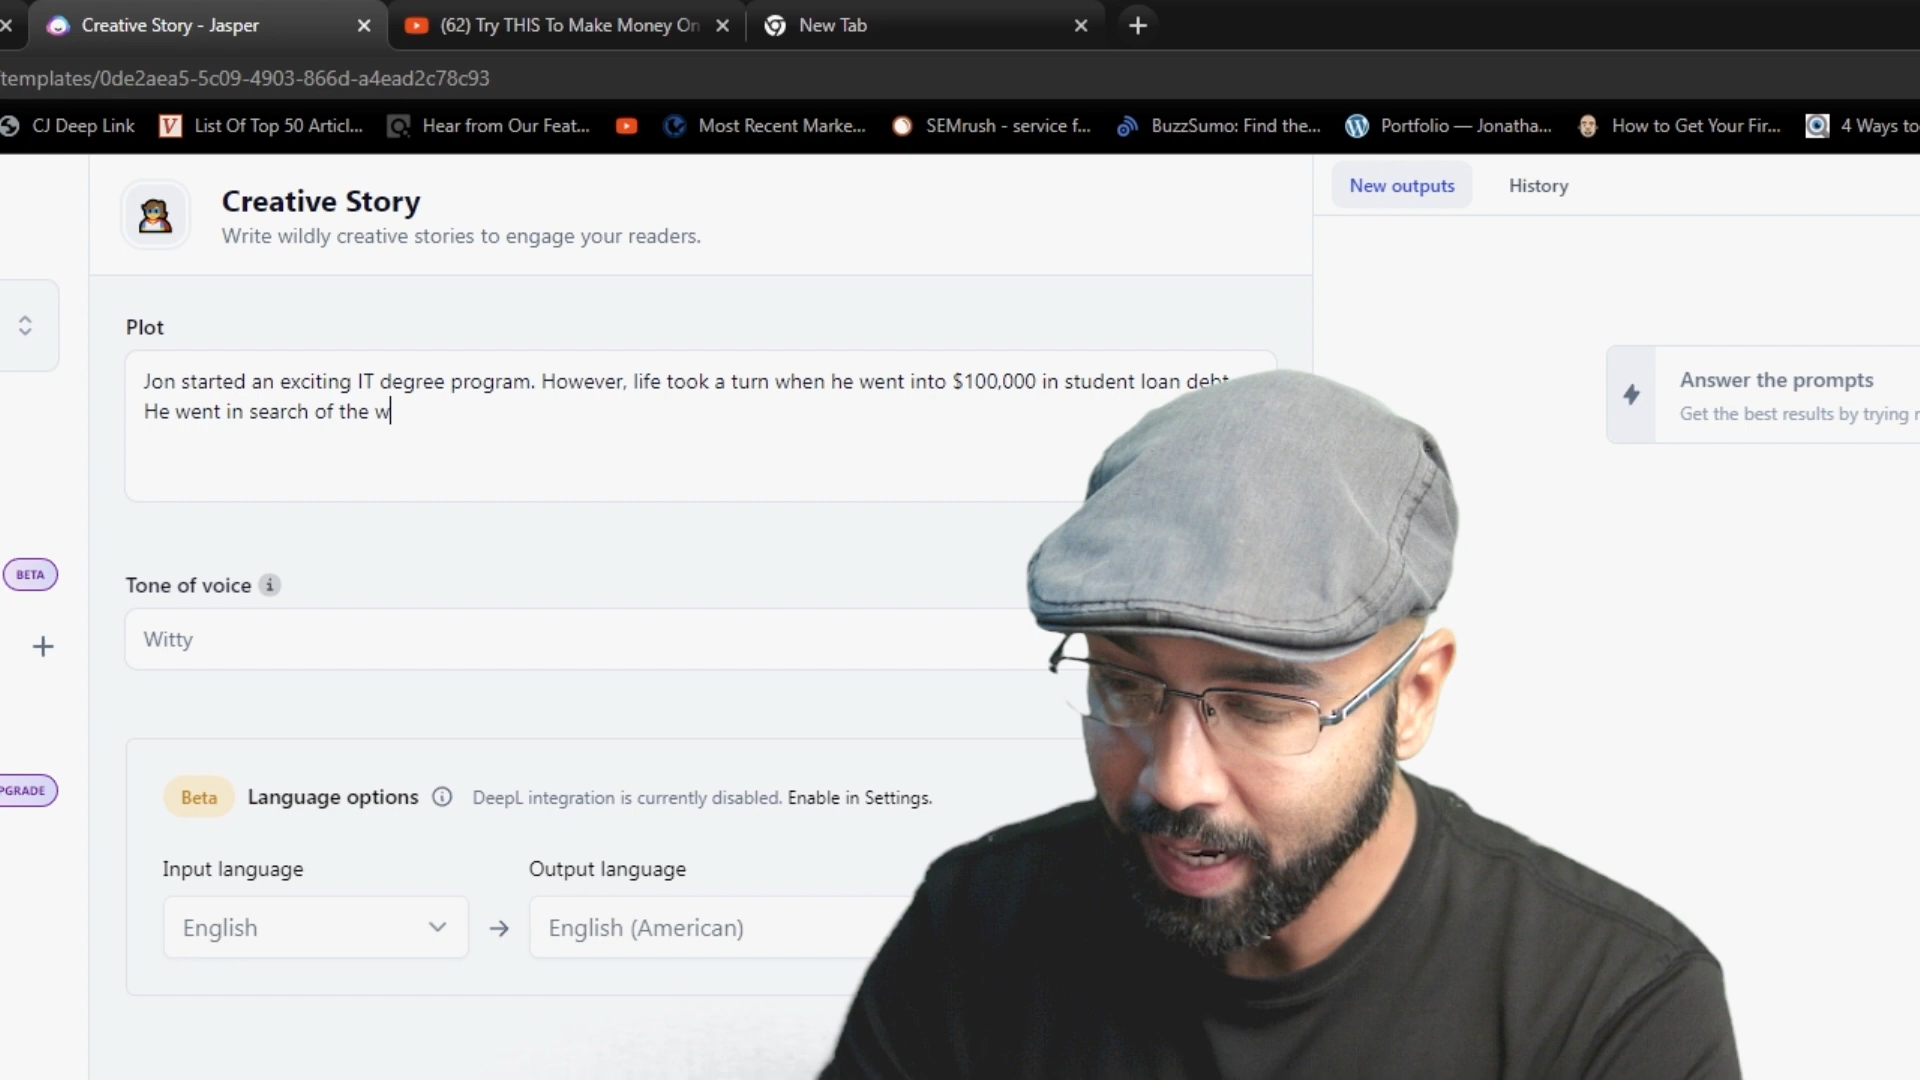 Creative Story - Jasper
(62) Try THIS To Make Money On
New Tab
templates/0de2aea5-5c09-4903-866d-a4ead2c78c93
CJ Deep Link
List Of Top 50 Articl...
Hear from Our Feat...
Most Recent Marke...
SEMrush - service f...
BuzzSumo: Find the...
Portfolio — Jonatha...
How to Get Your Fir...
4 Ways to
Creative Story
Write wildly creative stories to engage your readers.
New outputs
History
Plot
Jon started an exciting IT degree program. However, life took a turn when he went into $100,000 in student loan debt
He went in search of the w
Answer the prompts
Get the best results by trying
BETA
Tone of voice
Witty
PGRADE
Beta
Language options
DeepL integration is currently disabled. Enable in Settings.
Input language
Output language
English
English (American)